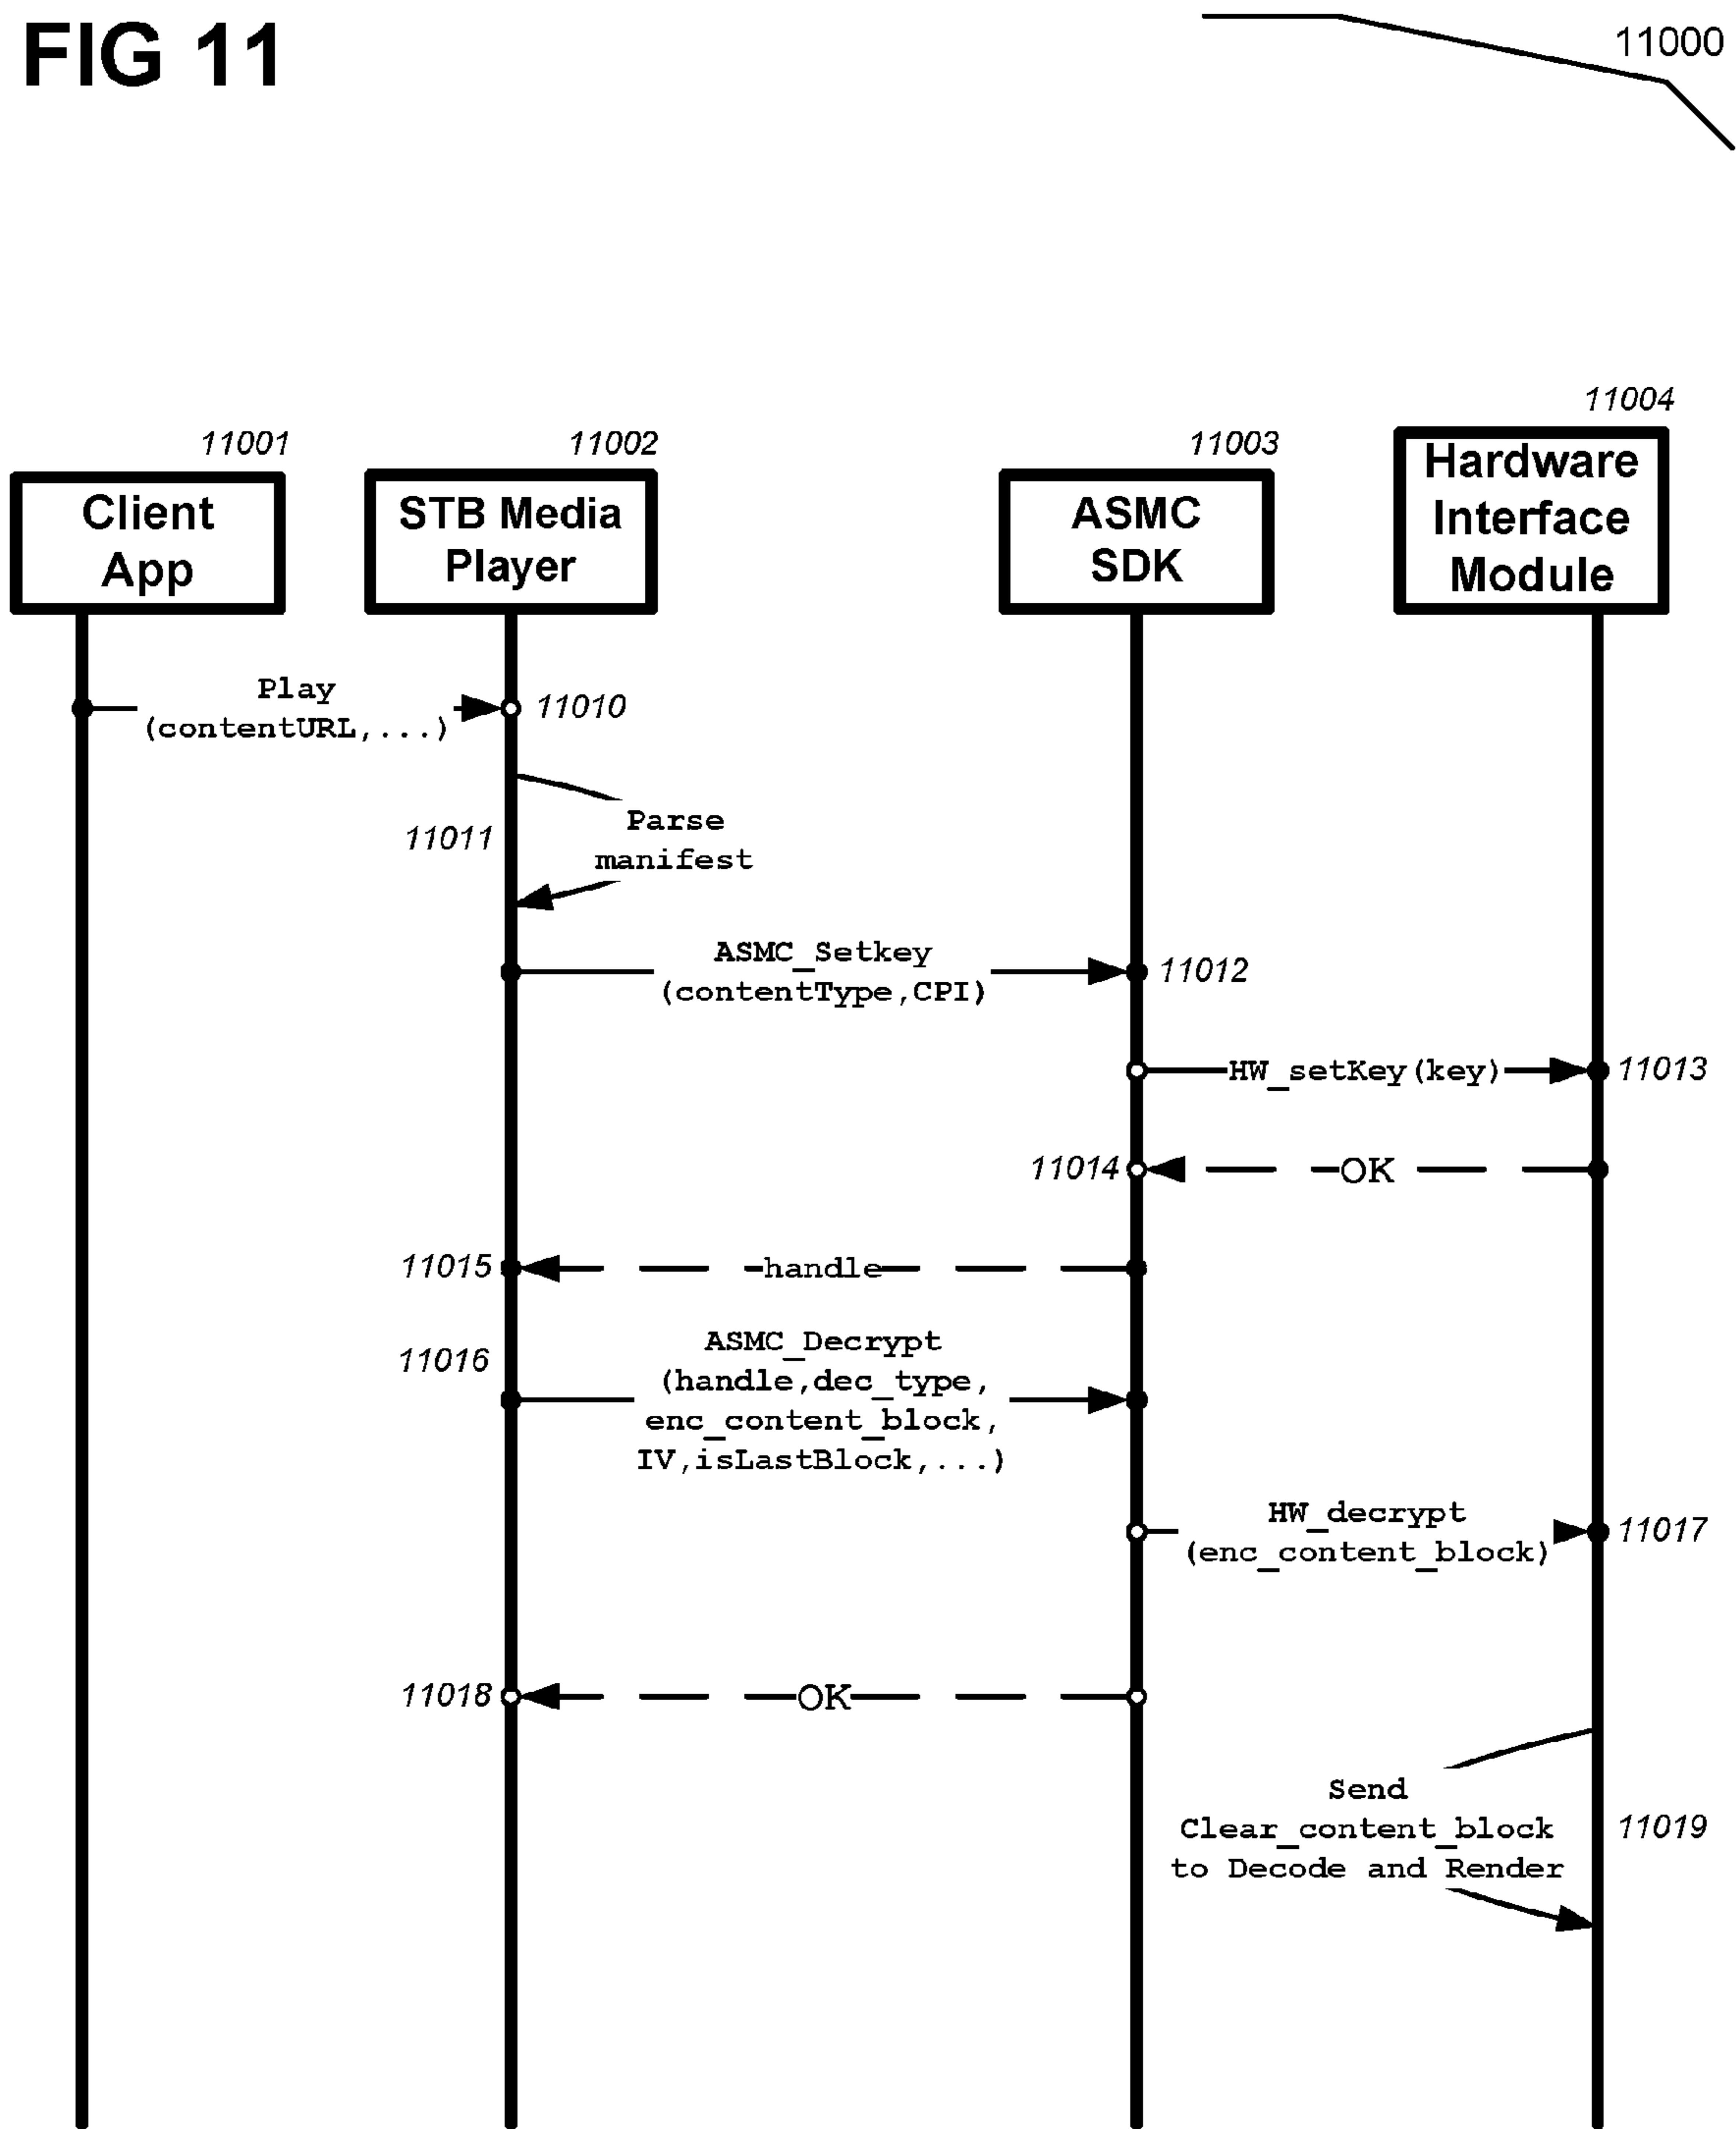 FIG 11
11000
11001
Client
App
11002
STB Media
Player
11003
ASMC
SDK
11004
Hardware
Interface
Module
Play
(contentURL,...)
11010
11011
Parse
manifest
ASMC_Setkey
(contentType,CPI)
11012
HW_setKey(key)
11013
11014
OK
11015
handle
11016
ASMC_Decrypt
(handle,dec_type,
enc_content_block,
IV,isLastBlock,...)
HW_decrypt
(enc_content_block)
11017
11018
OK
Send
Clear_content_block
to Decode and Render
11019